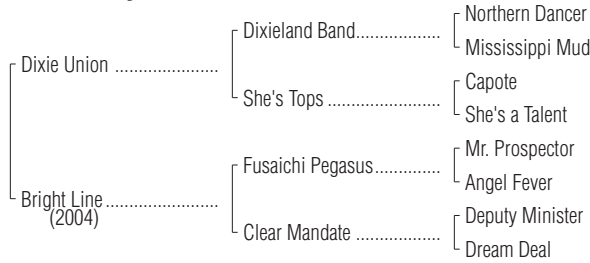 Northern Dancer
Dixieland Band..................
Mississippi Mud
Dixie Union ......................
Capote
She's Tops ........................
She's a Talent
Mr. Prospector
Fusaichi Pegasus..............
Angel Fever
Bright Line ........................
(2004)
Deputy Minister
Clear Mandate ..................
Dream Deal